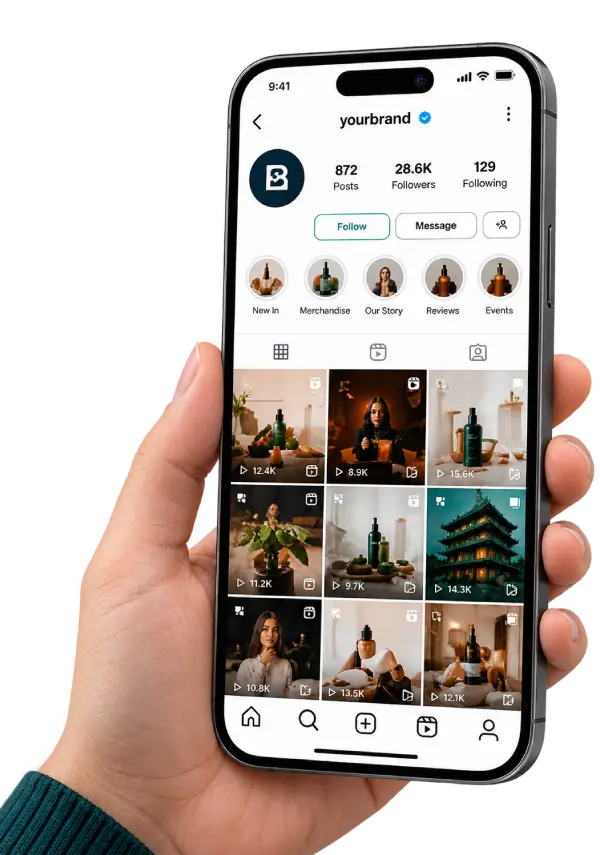 9:41
yourbrand
872 28.6K 129
Posts Followers Following
Follow Message
New In Merchandise Our Story Reviews Events
12.4K 8.9K 15.6K
11.2K 9.7K 14.3K
10.8K 13.5K 12.1K